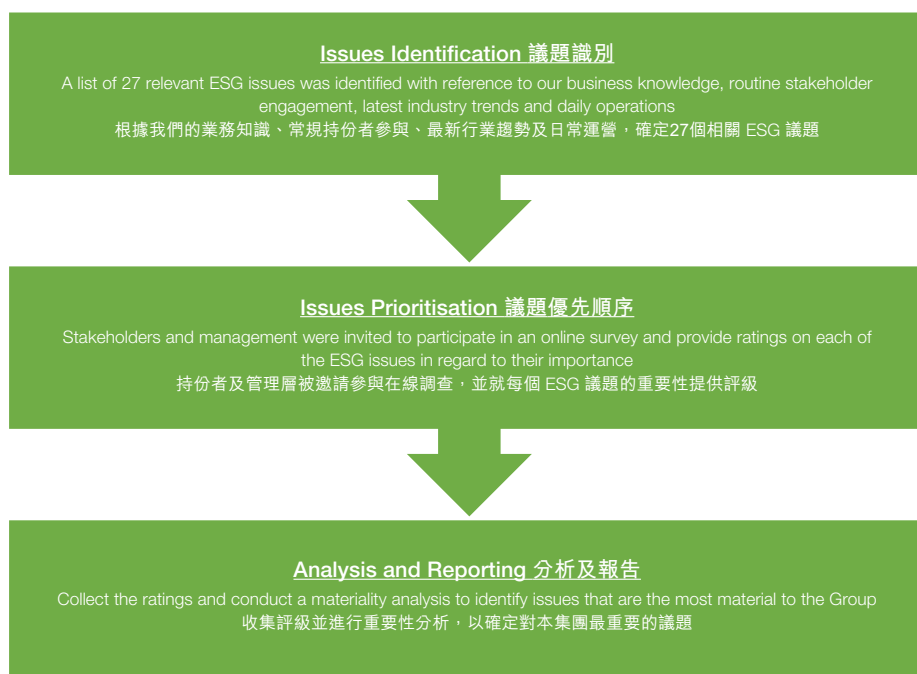 Issues Identification 議題識別
A list of 27 relevant ESG issues was identified with reference to our business knowledge, routine stakeholder
engagement, latest industry trends and daily operations
根據我們的業務知識、常規持份者參與、最新行業趨勢及日常運營，確定27個相關 ESG 議題
Issues Prioritisation 議題優先順序
Stakeholders and management were invited to participate in an online survey and provide ratings on each of
the ESG issues in regard to their importance
持份者及管理層被邀請參與在線調查，並就每個 ESG 議題的重要性提供評級
Analysis and Reporting 分析及報告
Collect the ratings and conduct a materiality analysis to identify issues that are the most material to the Group
收集評級並進行重要性分析，以確定對本集團最重要的議題